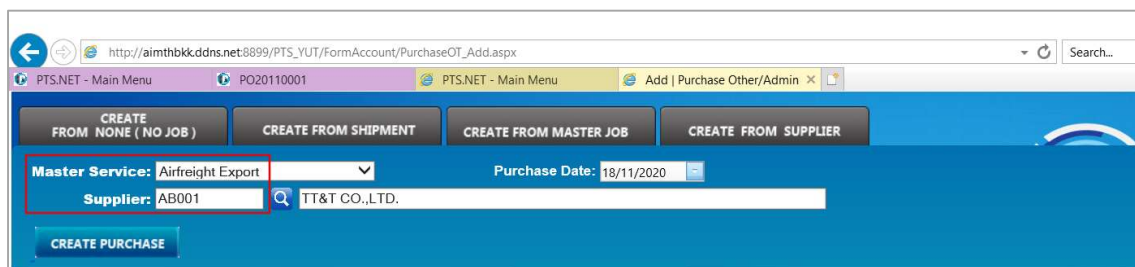 http://aimthbkk.ddns.net:8899/PTS_YUT/FormAccount/PurchaseOT_Add.aspx Search...
PTS.NET - Main Menu PO20110001 PTS.NET - Main Menu Add | Purchase Other/Admin
CREATE
FROM NONE ( NO JOB ) CREATE FROM SHIPMENT CREATE FROM MASTER JOB CREATE FROM SUPPLIER
Master Service: Airfreight Export Purchase Date: 18/11/2020
Supplier: AB001 TT&T CO.,LTD.
CREATE PURCHASE